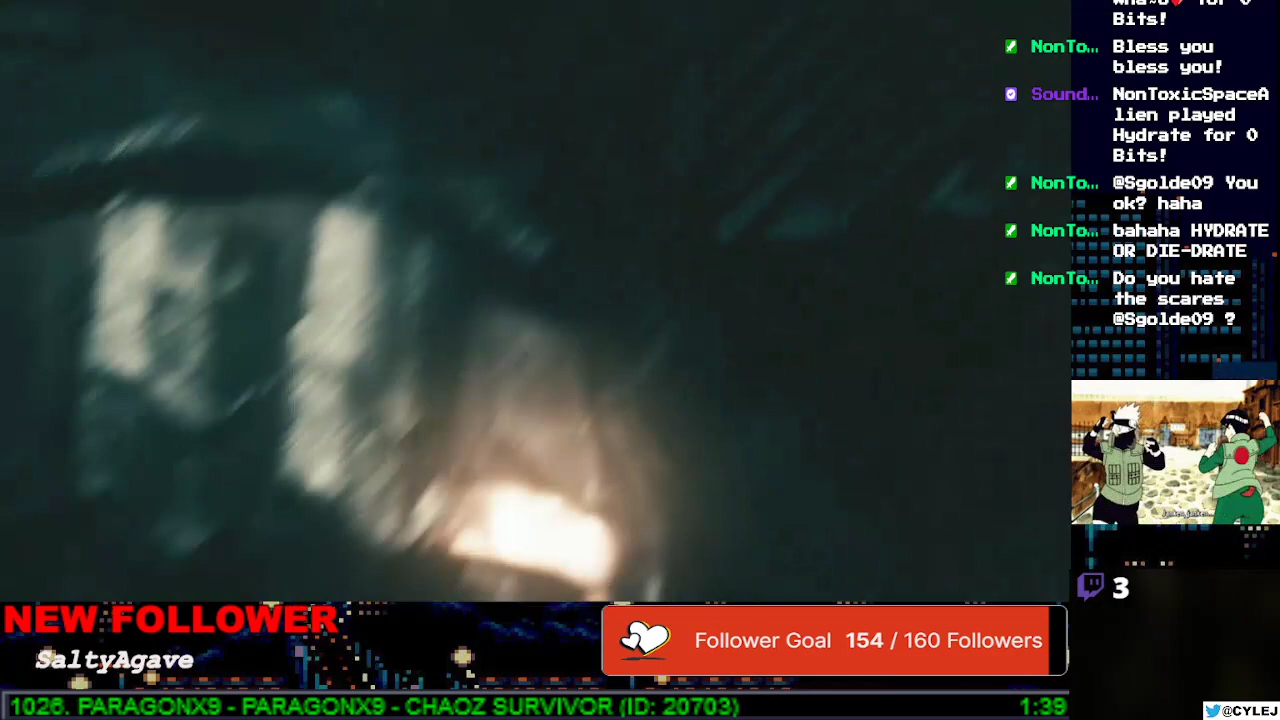 Bits!
NonTo... Bless you
bless you!
Sound... NonToxicSpaceA
lien played
Hydrate for 0
Bits!
NonTo... @Sgolde09 You
ok? haha
NonTo... bahaha HYDRATE
OR DIE-DRATE
NonTo... Do you hate
the scares
@Sgolde09 ?
3
NEW FOLLOWER
SaltyAgave
Follower Goal 154 / 160 Followers
1026. PARAGONX9 - PARAGONX9 - CHAOZ SURVIVOR (ID: 20703) 1:39
@CYLEJ